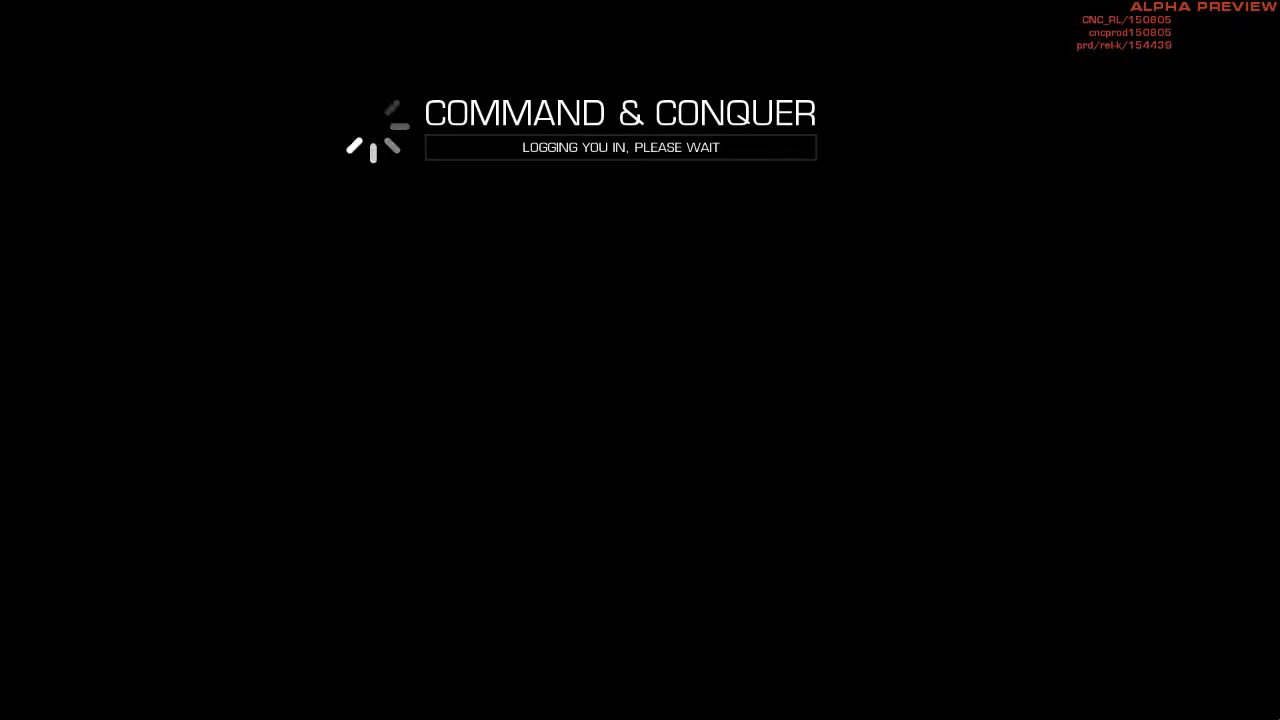 ALPHA PREVIEW
CNC_RL/150805
cncprod150805
prd/rel-k/154439
COMMAND & CONQUER
LOGGING YOU IN, PLEASE WAIT